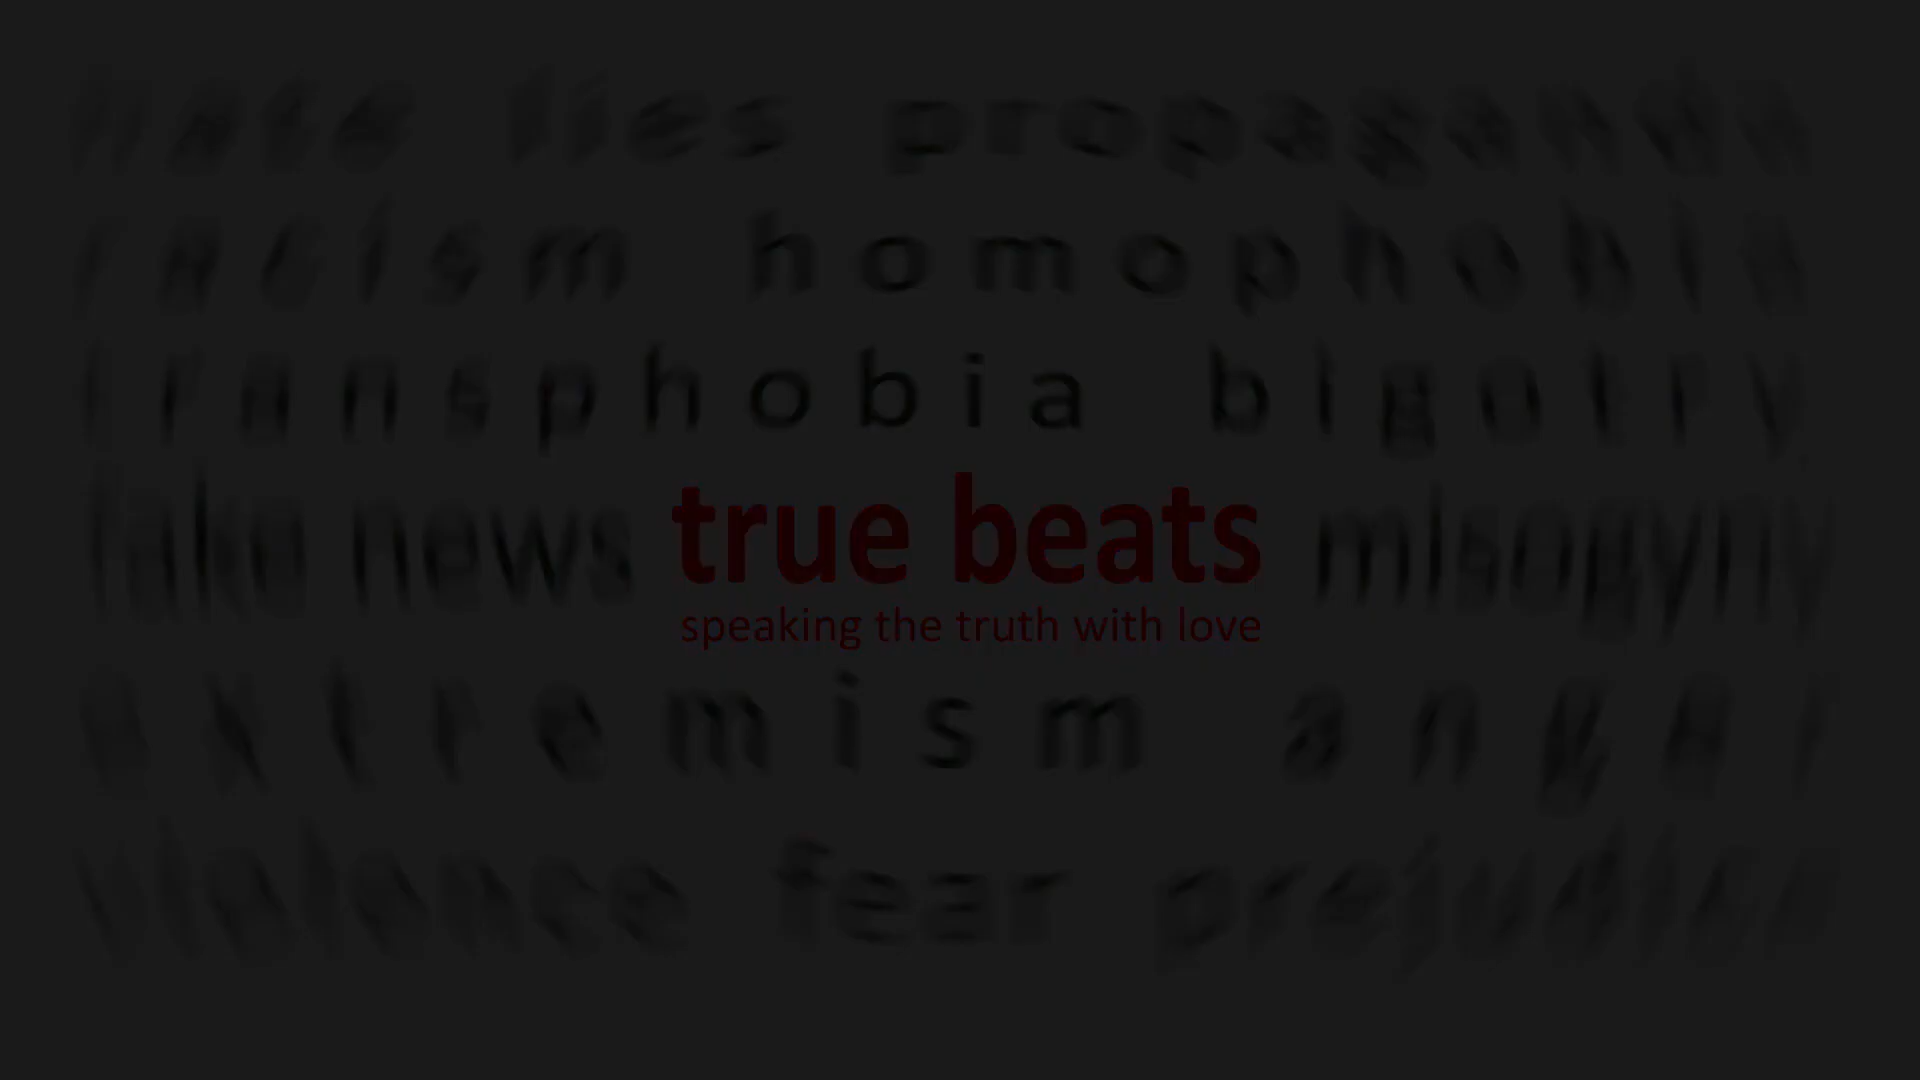 hate lies propaganda
racism homophobia
transphobia bigotry
fake news true beats misogyny
speaking the truth with love
extremism anger
violence fear prejudice